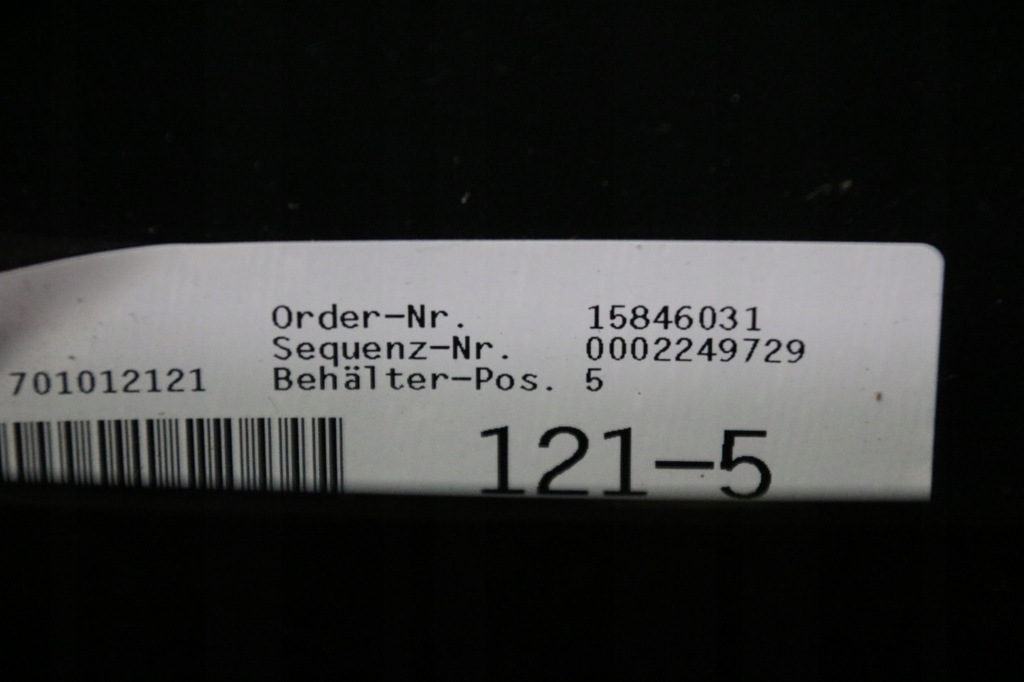 Order-Nr. 15846031
Sequenz-Nr. 0002249729
701012121 Behälter-Pos. 5
121-5